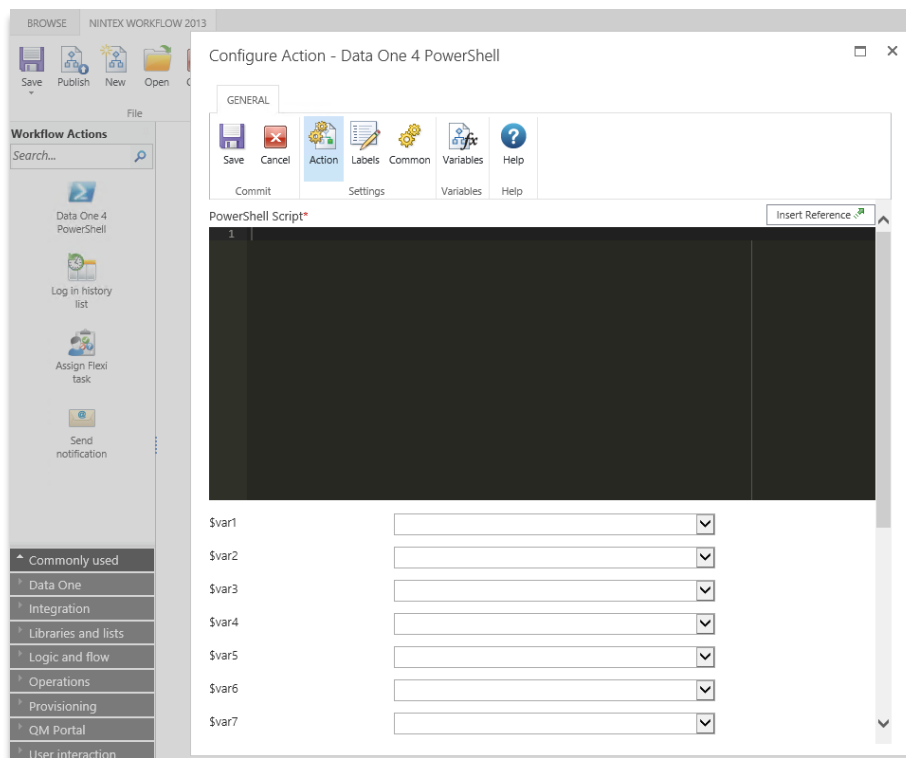 BROWSE NINTEX WORKFLOW 2013
Save Publish New Open
File
Workflow Actions
Search...
Data One 4
PowerShell
Log in history
list
Assign Flexi
task
Send
notification
Commonly used
Data One
Integration
Libraries and lists
Logic and flow
Operations
Provisioning
QM Portal
User interaction
Configure Action - Data One 4 PowerShell
GENERAL
Save Cancel Action Labels Common Variables Help
Commit Settings Variables Help
PowerShell Script*
Insert Reference
1
$var1
$var2
$var3
$var4
$var5
$var6
$var7